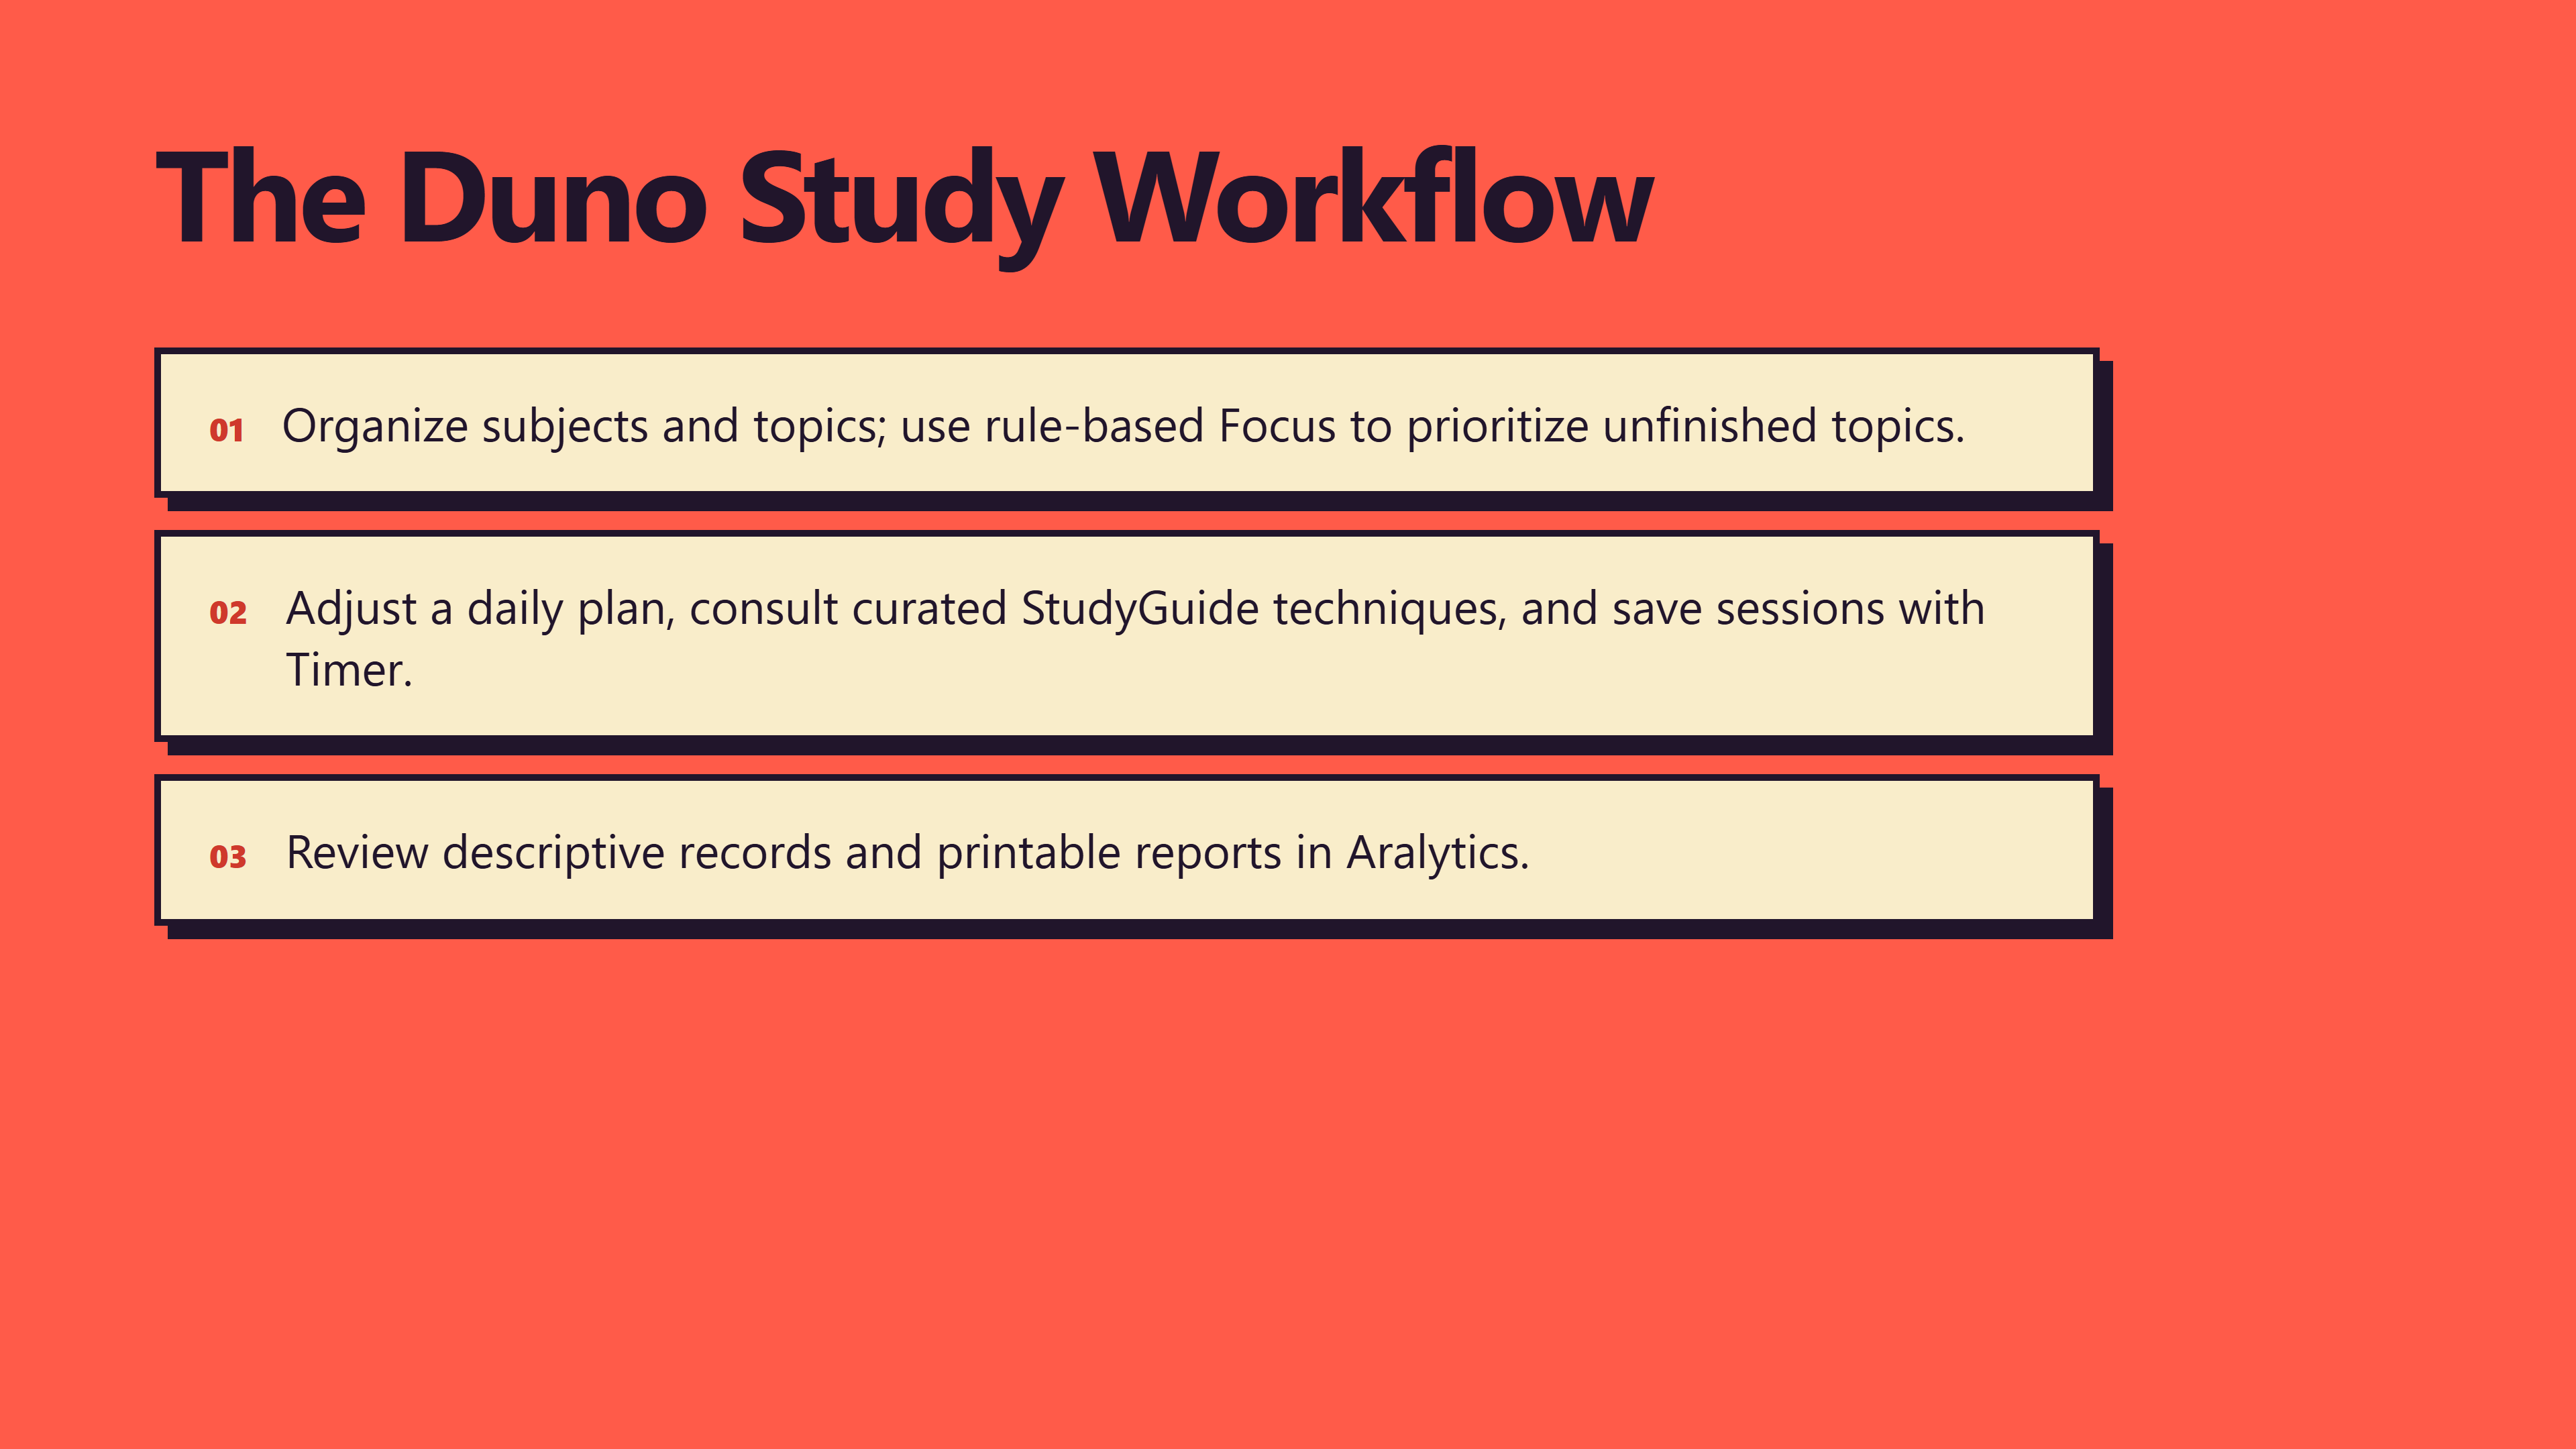 The Duno Study Workflow
01 Organize subjects and topics; use rule-based Focus to prioritize unfinished topics.
02 Adjust a daily plan, consult curated StudyGuide techniques, and save sessions with
Timer.
03 Review descriptive records and printable reports in Aralytics.